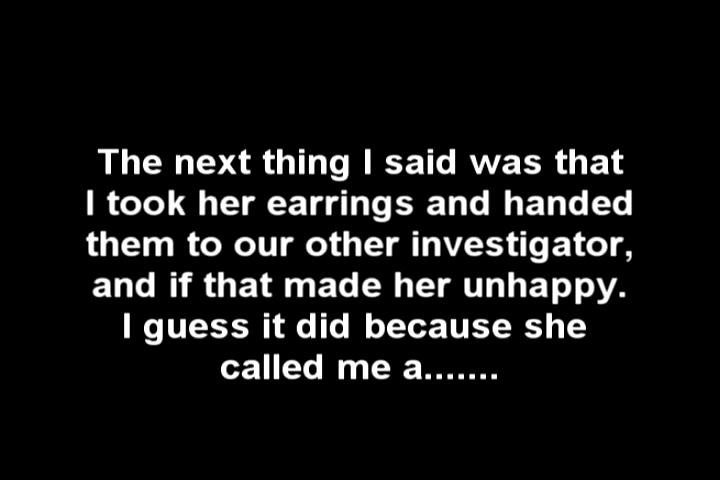 The next thing I said was that
I took her earrings and handed
them to our other investigator,
and if that made her unhappy.
I guess it did because she
called me a.......